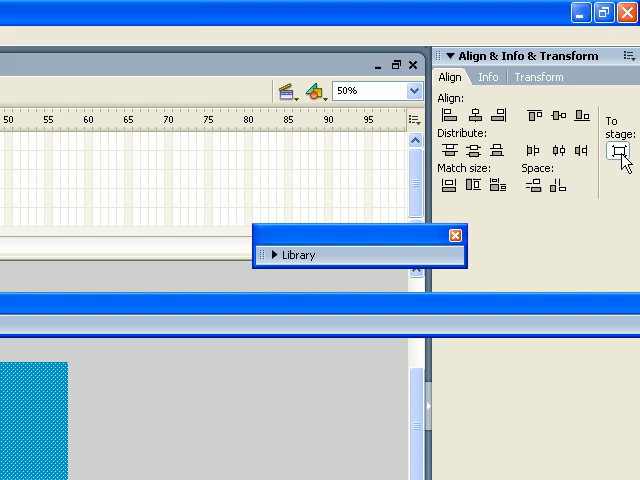 Align & Info & Transform
Align Info Transform
50%
Align:
50 55 60 65 70 75 80 85 90 95
To
stage:
Distribute:
Match size: Space:
Library